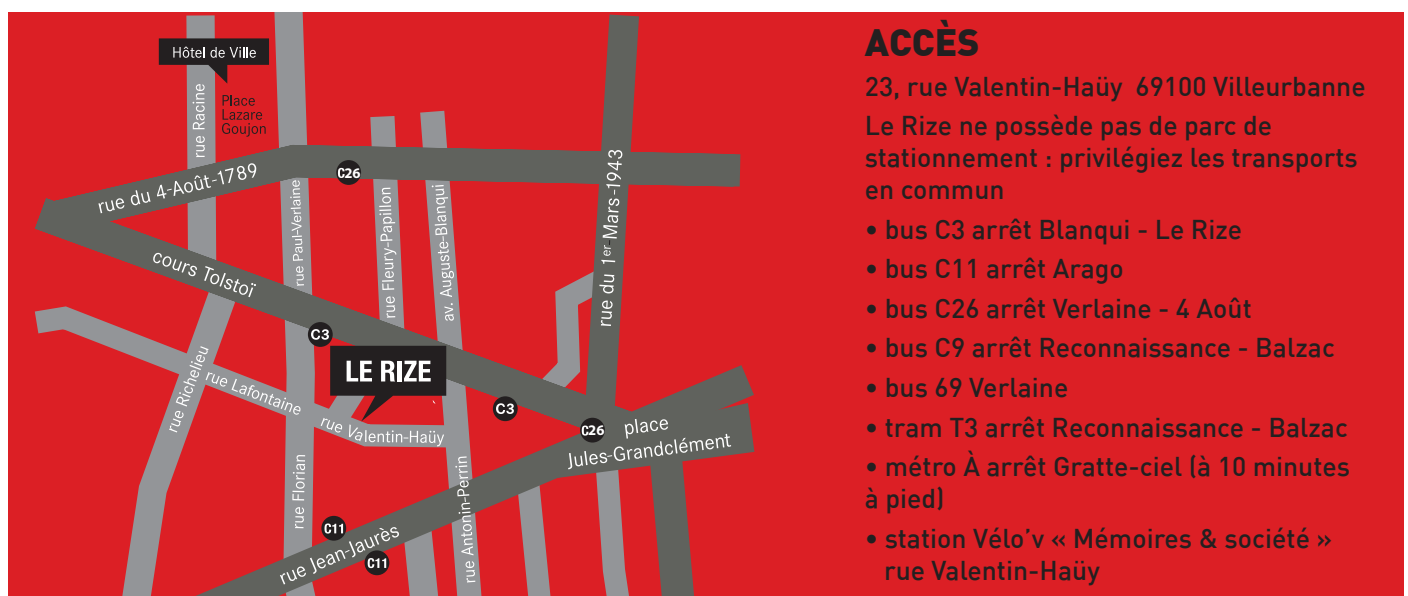 Hôtel de Ville
Place
Lazare
Goujon
rue Racine
rue du 4-Août-1789
C26
rue Paul-Verlaine
rue Fleury-Papillon
av. Auguste-Blanqui
rue du 1er-Mars-1943
cours Tolstoï
C3
LE RIZE
rue Richelieu
rue Lafontaine
rue Valentin-Haüy
C3
C26
place
Jules-Grandclément
rue Florian
rue Antonin-Perrin
C11
rue Jean-Jaurès
C11
ACCÈS
23, rue Valentin-Haüy 69100 Villeurbanne
Le Rize ne possède pas de parc de
stationnement : privilégiez les transports
en commun
• bus C3 arrêt Blanqui - Le Rize
• bus C11 arrêt Arago
• bus C26 arrêt Verlaine - 4 Août
• bus C9 arrêt Reconnaissance - Balzac
• bus 69 Verlaine
• tram T3 arrêt Reconnaissance - Balzac
• métro À arrêt Gratte-ciel (à 10 minutes
à pied)
• station Vélo’v « Mémoires & société »
rue Valentin-Haüy